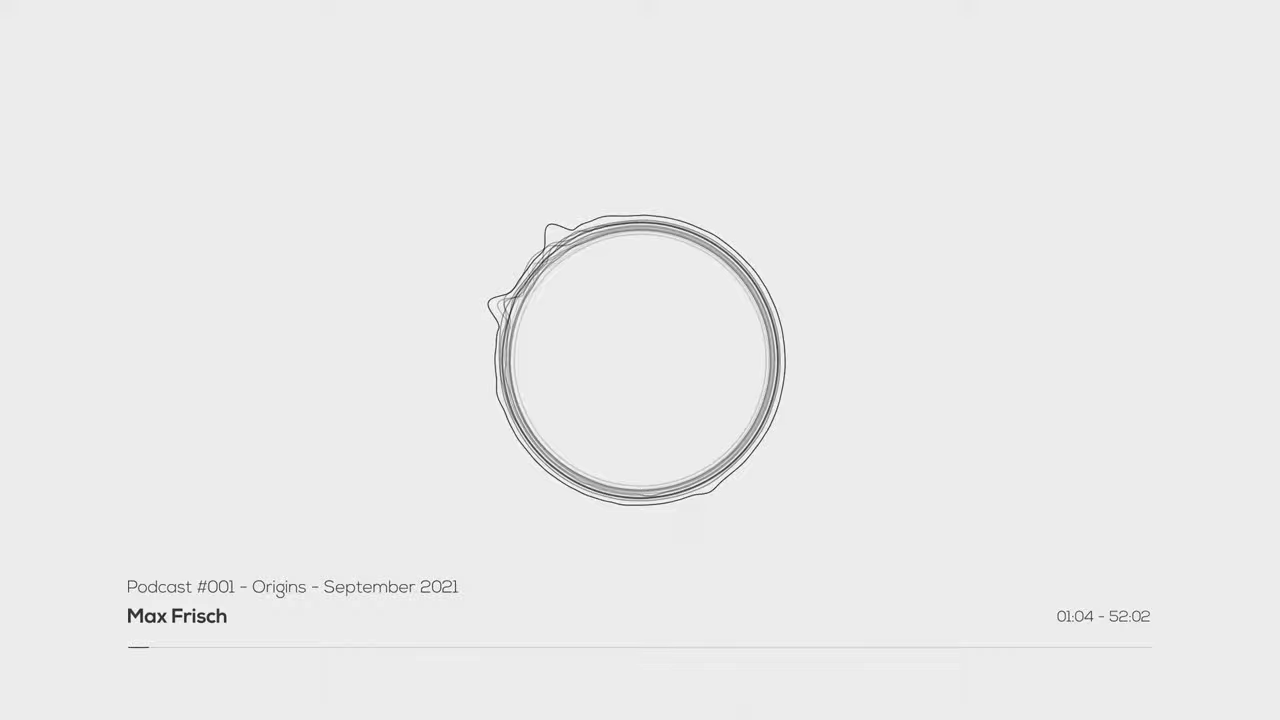 Podcast #001 - Origins - September 2021
Max Frisch
01:04 - 52:02